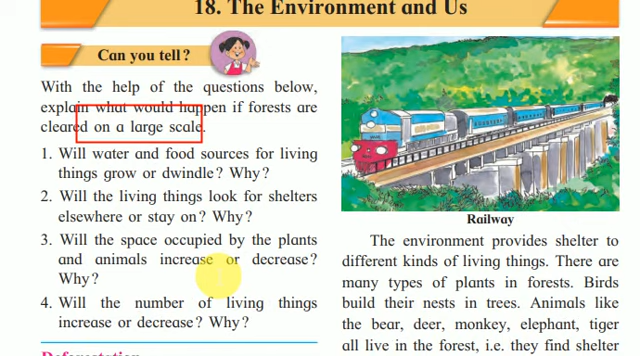 18. The Environment and Us
Can you tell?
With the help of the questions below,
explain what would happen if forests are
cleared on a large scale.
1. Will water and food sources for living
things grow or dwindle? Why?
2. Will the living things look for shelters
elsewhere or stay on? Why?
3. Will the space occupied by the plants
and animals increase or decrease?
Why?
4. Will the number of living things
increase or decrease? Why?
Deforestation
Railway
The environment provides shelter to
different kinds of living things. There are
many types of plants in forests. Birds
build their nests in trees. Animals like
the bear, deer, monkey, elephant, tiger
all live in the forest, i.e. they find shelter